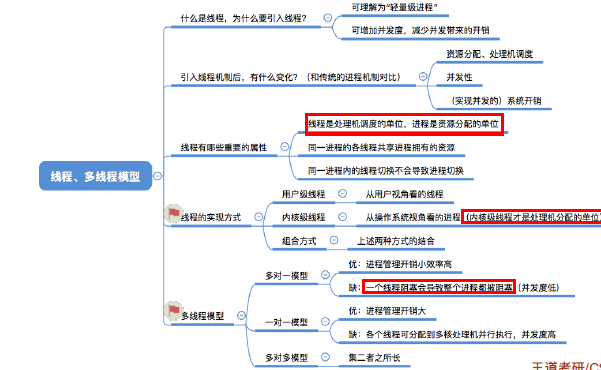 什么是线程，为什么要引入线程？
可理解为“轻量级进程”
可增加并发度，减少并发带来的开销
引入线程机制后，有什么变化？（和传统的进程机制对比）
资源分配、处理机调度
并发性
（实现并发的）系统开销
线程、多线程模型
线程有哪些重要的属性
线程是处理机调度的单位，进程是资源分配的单位
同一进程的各线程共享进程拥有的资源
同一进程内的线程切换不会导致进程切换
线程的实现方式
用户级线程
从用户视角看的线程
内核级线程
从操作系统视角看的进程（内核级线程才是处理机分配的单位）
组合方式
上述两种方式的结合
多线程模型
多对一模型
优：进程管理开销小效率高
缺：一个线程阻塞会导致整个进程都被阻塞（并发度低）
一对一模型
优：进程管理开销大
缺：各个线程可分配到多核处理机并行执行，并发度高
多对多模型
集二者之所长
王道考研/CS